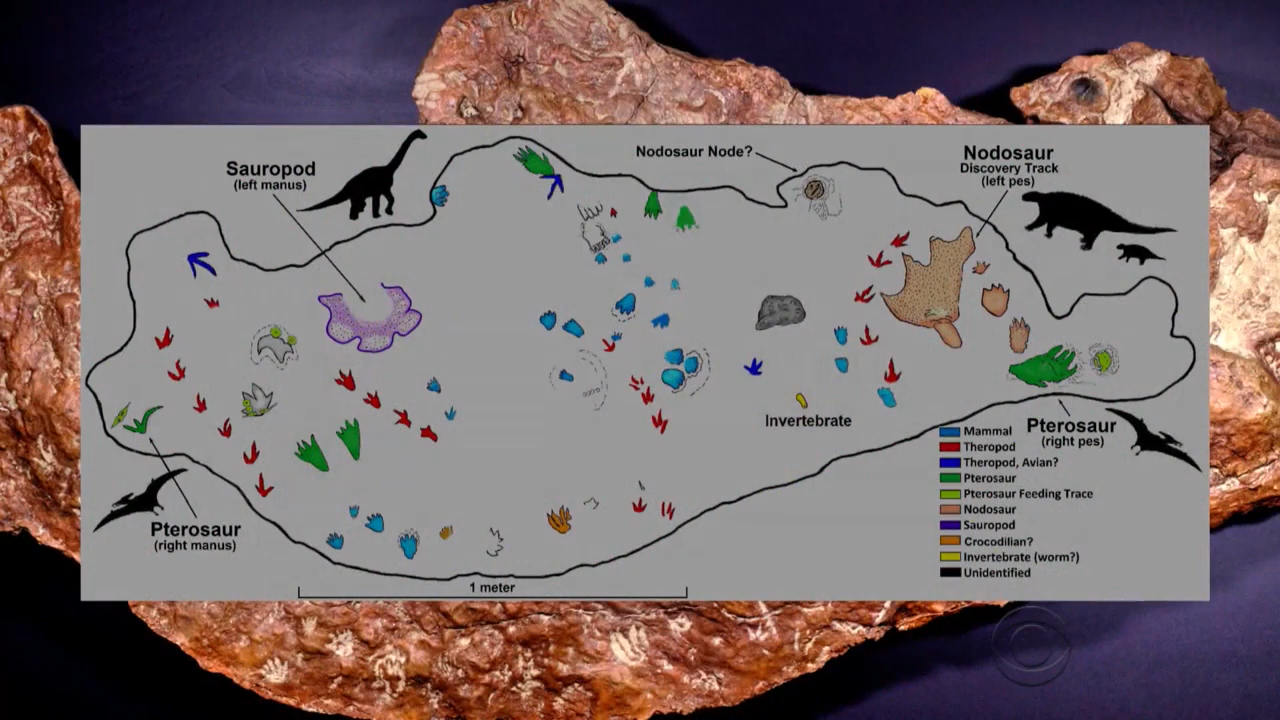 Sauropod
(left manus)
Nodosaur Node?
Nodosaur
Discovery Track
(left pes)
Invertebrate
Pterosaur
(right pes)
Pterosaur
(right manus)
Mammal
Theropod
Theropod, Avian?
Pterosaur
Pterosaur Feeding Trace
Nodosaur
Sauropod
Crocodilian?
Invertebrate (worm?)
Unidentified
1 meter